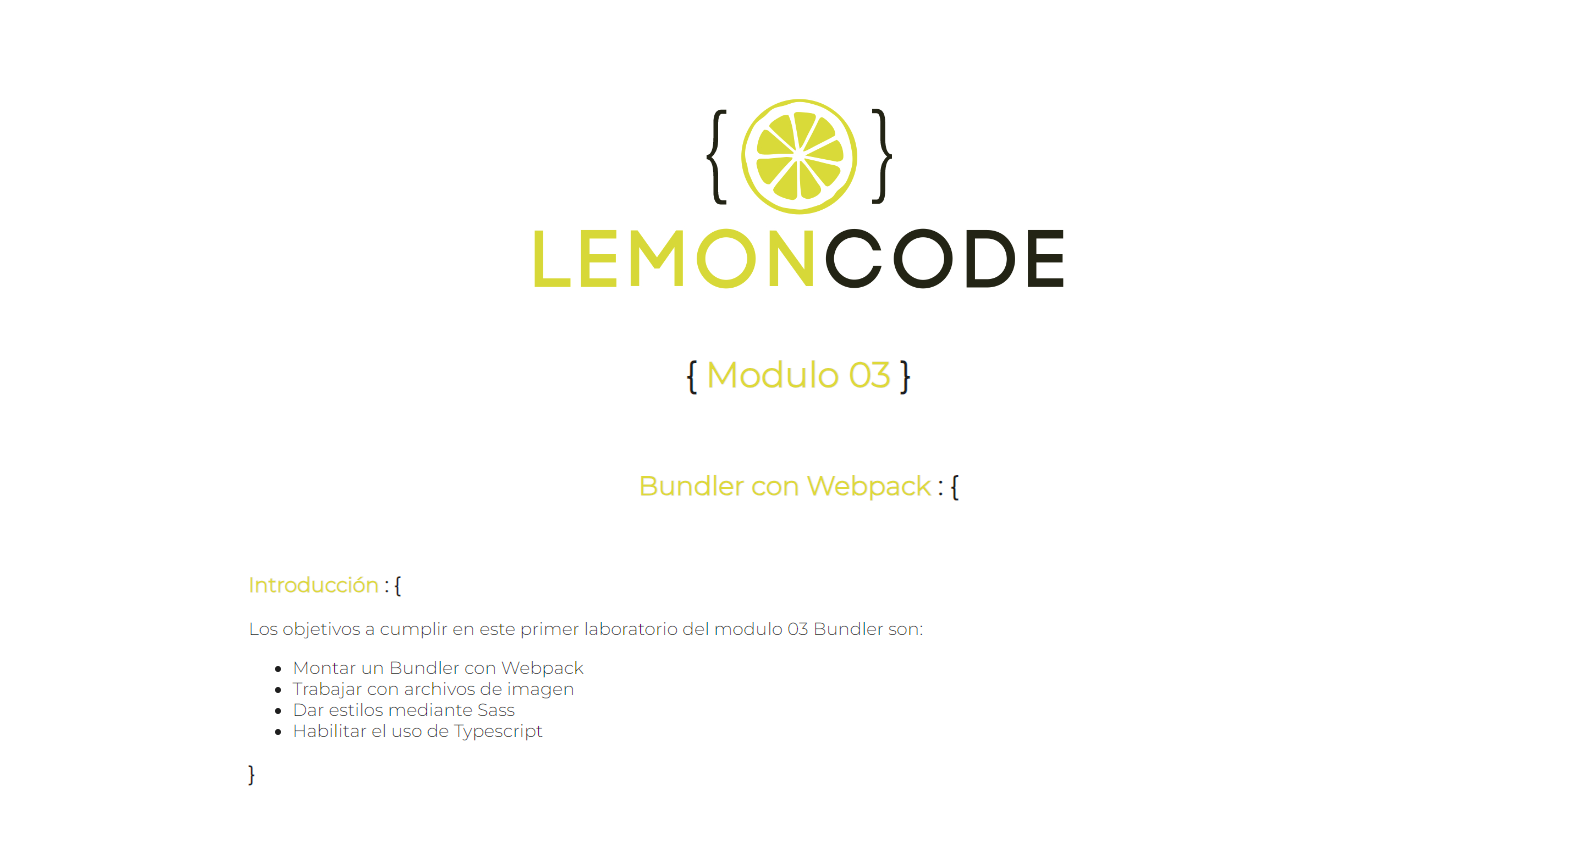 { }
LEMONCODE
{ Modulo 03 }
Bundler con Webpack : {
Introducción : {
Los objetivos a cumplir en este primer laboratorio del modulo 03 Bundler son:
• Montar un Bundler con Webpack
• Trabajar con archivos de imagen
• Dar estilos mediante Sass
• Habilitar el uso de Typescript
}